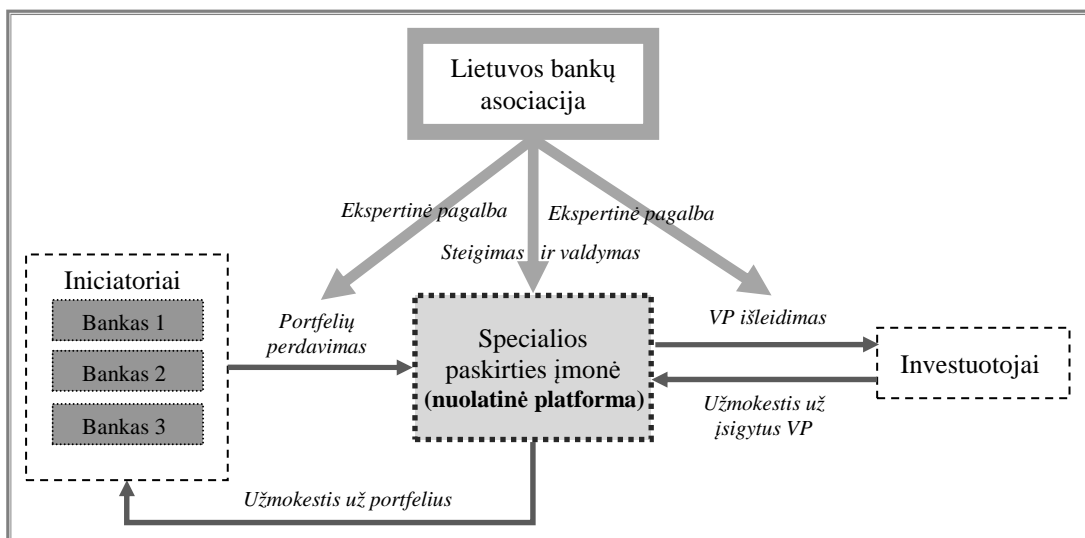 Lietuvos bankų
asociacija
Ekspertinė pagalba
Ekspertinė pagalba
Steigimas ir valdymas
Iniciatoriai
Bankas 1
Bankas 2
Bankas 3
Portfelių
perdavimas
Specialios
paskirties įmonė
(nuolatinė platforma)
VP išleidimas
Investuotojai
Užmokestis už
įsigytus VP
Užmokestis už portfelius